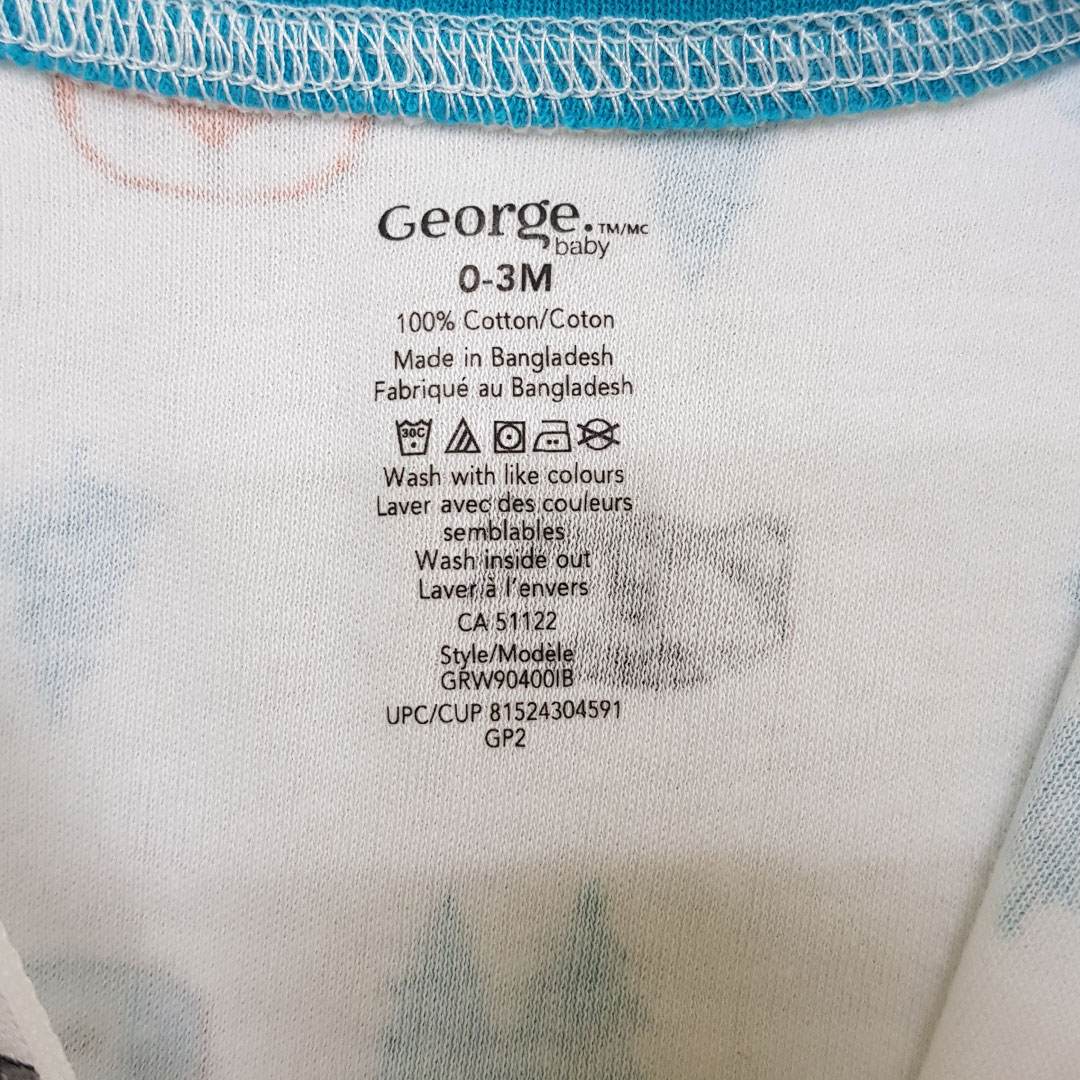 George.™/MC
baby
0-3M
100% Cotton/Coton
Made in Bangladesh
Fabriqué au Bangladesh
30C
Wash with like colours
Laver avec des couleurs
semblables
Wash inside out
Laver à l'envers
CA 51122
Style/Modèle
GRW90400IB
UPC/CUP 81524304591
GP2